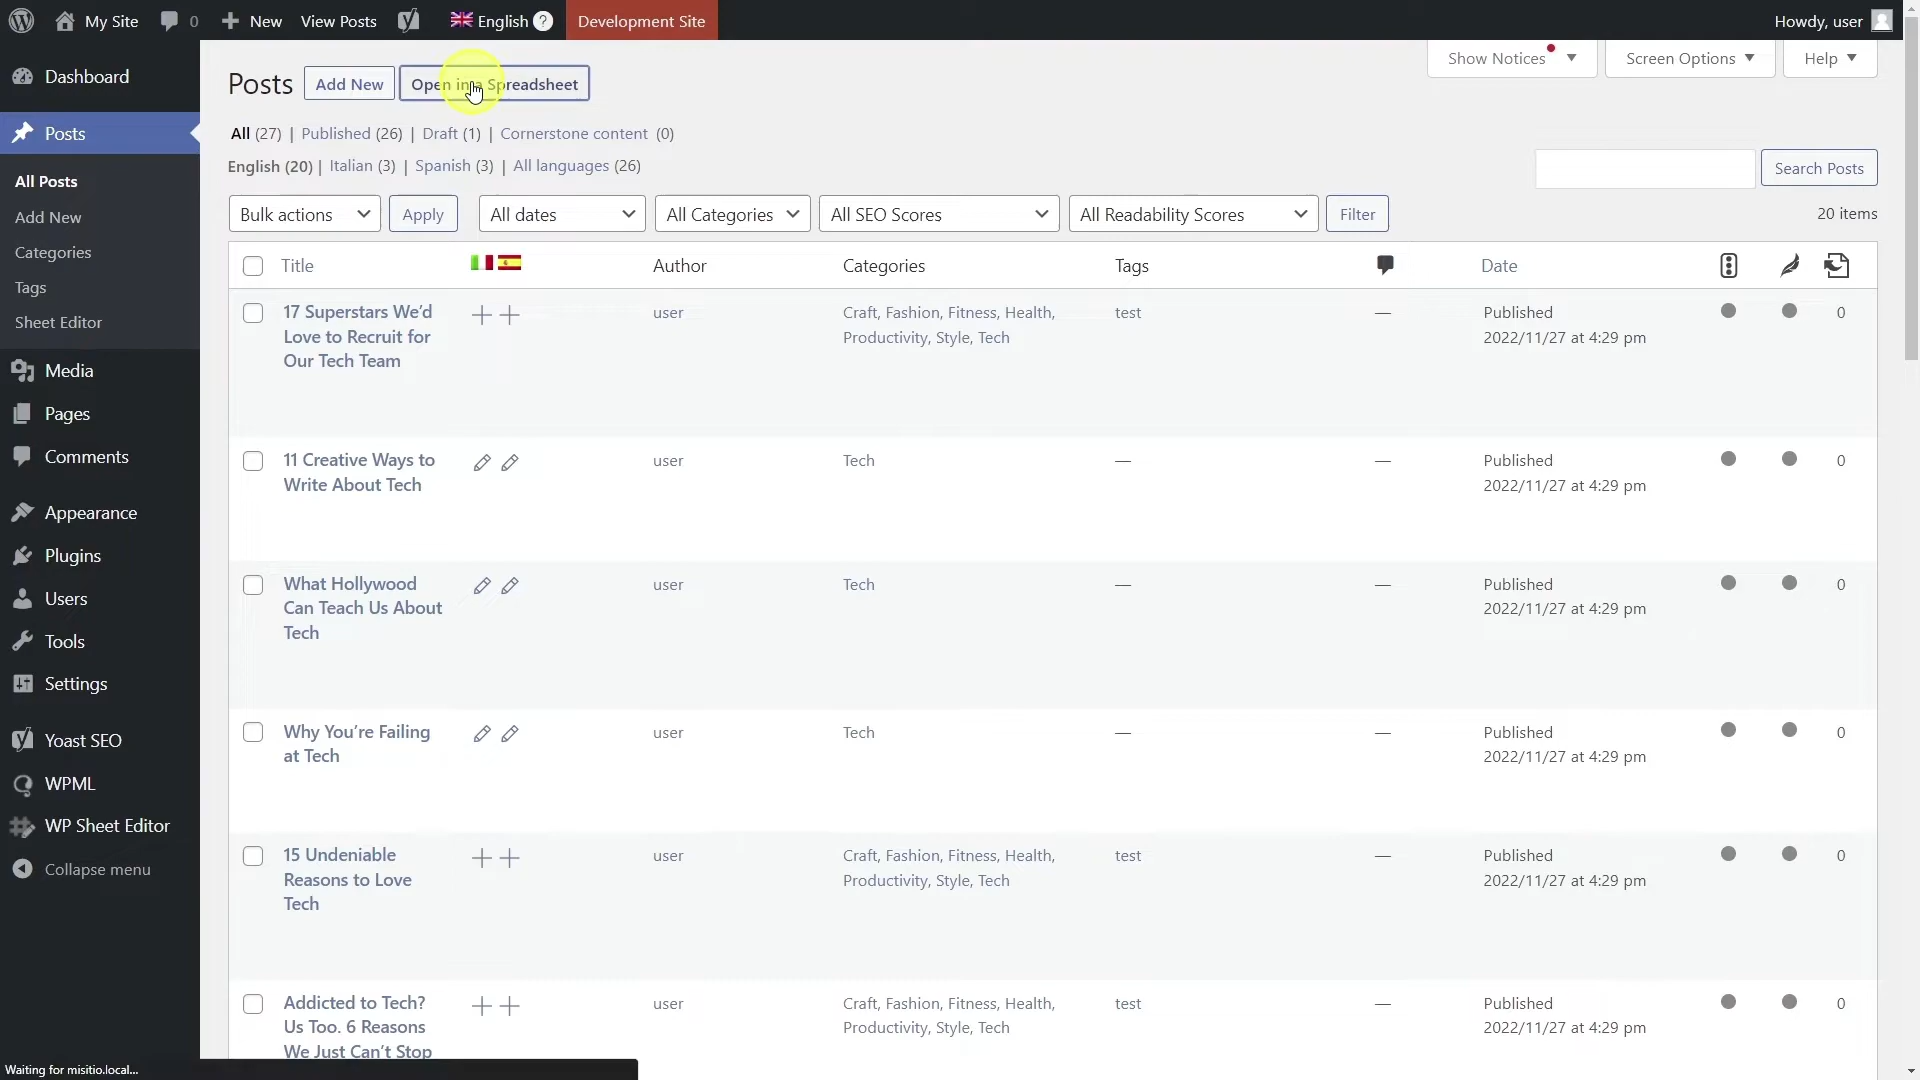 My Site 0 New View Posts English ? Development Site Howdy, user
Dashboard
Posts
All Posts
Add New
Categories
Tags
Sheet Editor
Media
Pages
Comments
Appearance
Plugins
Users
Tools
Settings
Yoast SEO
WPML
WP Sheet Editor
Collapse menu
Show Notices Screen Options Help
Posts Add New Open in a Spreadsheet
All (27) | Published (26) | Draft (1) | Cornerstone content (0)
English (20) | Italian (3) | Spanish (3) | All languages (26)
Search Posts
Bulk actions Apply All dates All Categories All SEO Scores All Readability Scores Filter 20 items
Title Author Categories Tags Date
17 Superstars We'd
Love to Recruit for
Our Tech Team
user
Craft, Fashion, Fitness, Health,
Productivity, Style, Tech
test
—
Published
2022/11/27 at 4:29 pm
0
11 Creative Ways to
Write About Tech
user
Tech
—
—
Published
2022/11/27 at 4:29 pm
0
What Hollywood
Can Teach Us About
Tech
user
Tech
—
—
Published
2022/11/27 at 4:29 pm
0
Why You're Failing
at Tech
user
Tech
—
—
Published
2022/11/27 at 4:29 pm
0
15 Undeniable
Reasons to Love
Tech
user
Craft, Fashion, Fitness, Health,
Productivity, Style, Tech
test
—
Published
2022/11/27 at 4:29 pm
0
Addicted to Tech?
Us Too. 6 Reasons
We Just Can't Stop
user
Craft, Fashion, Fitness, Health,
Productivity, Style, Tech
test
—
Published
2022/11/27 at 4:29 pm
0
Waiting for misitio.local...